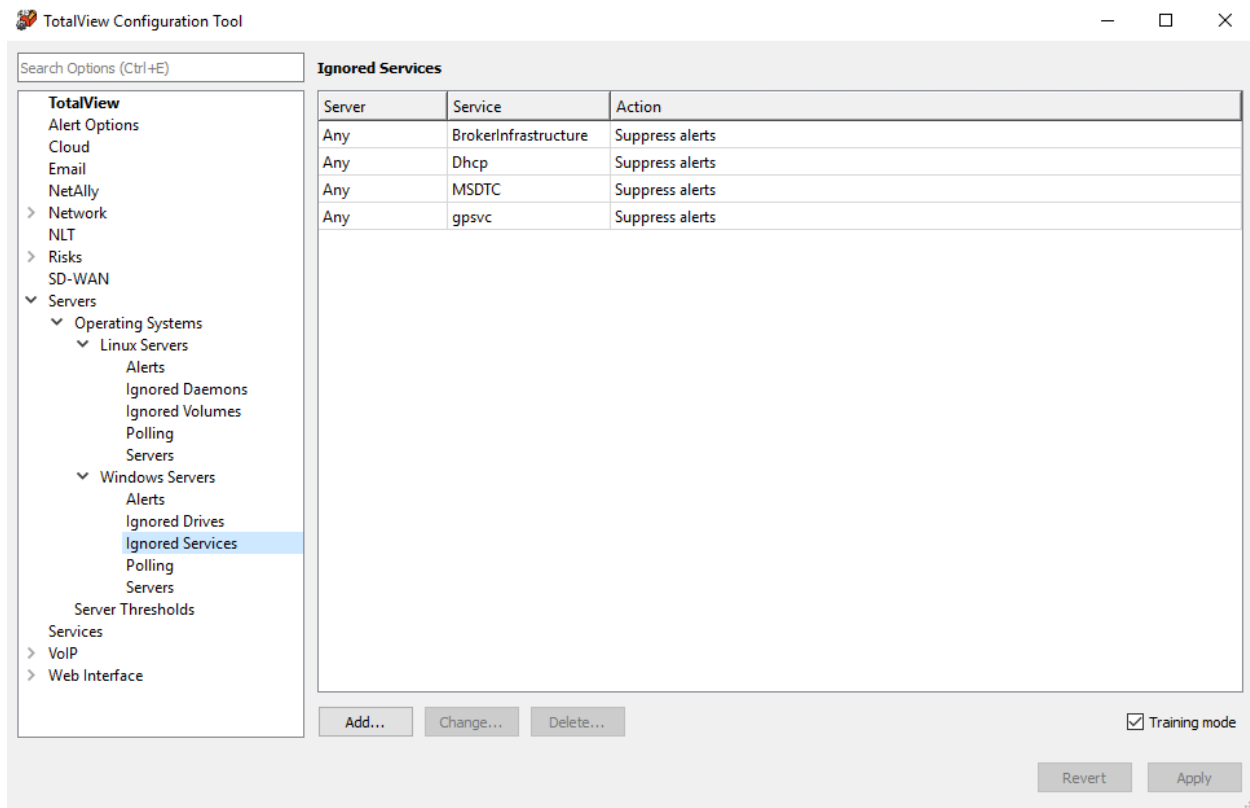 TotalView Configuration Tool
Search Options (Ctrl+E)
TotalView
Alert Options
Cloud
Email
NetAlly
Network
NLT
Risks
SD-WAN
Servers
Operating Systems
Linux Servers
Alerts
Ignored Daemons
Ignored Volumes
Polling
Servers
Windows Servers
Alerts
Ignored Drives
Ignored Services
Polling
Servers
Server Thresholds
Services
VoIP
Web Interface
Ignored Services
Server Service Action
Any BrokerInfrastructure Suppress alerts
Any Dhcp Suppress alerts
Any MSDTC Suppress alerts
Any gpsvc Suppress alerts
Add... Change... Delete... Training mode
Revert Apply